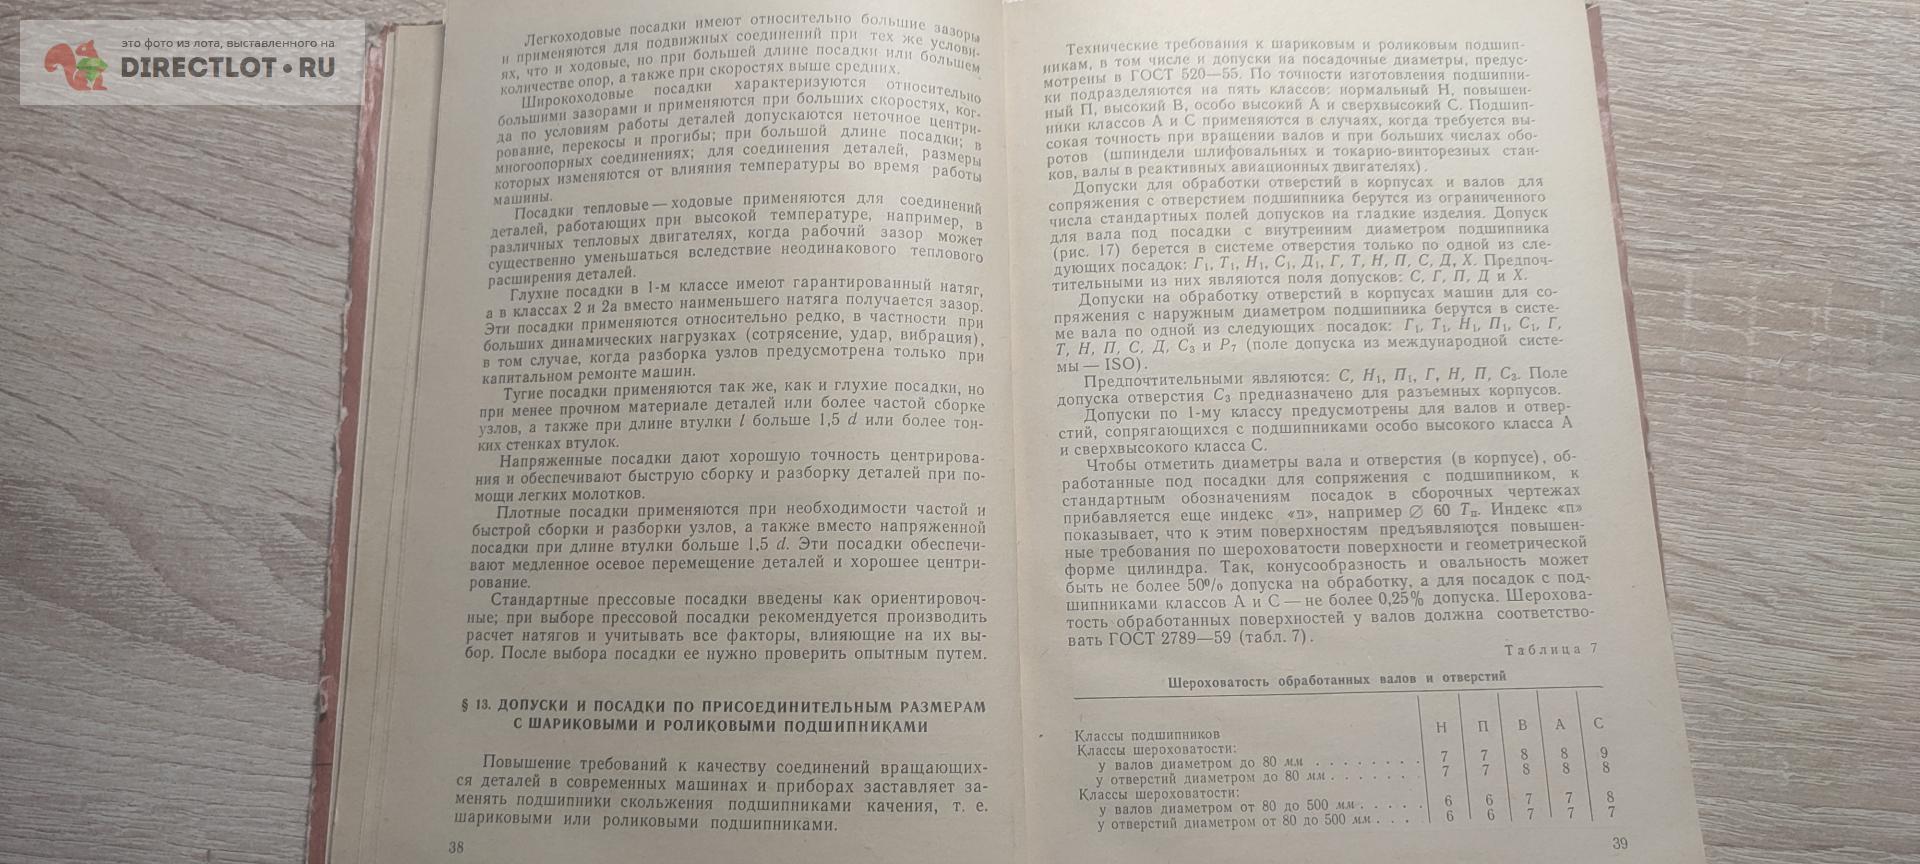 это фото из лота, выставленного на
DIRECTLOT•RU
Легкоходовые посадки имеют относительно большие зазоры
и применяются для подвижных соединений при тех же услови-
ях, что и ходовые, но при большей длине посадки или большем
количестве опор, а также при скоростях выше средних.
Широкоходовые посадки характеризуются относительно
большими зазорами и применяются при больших скоростях, ког-
да по условиям работы деталей допускаются неточное центри-
рование, перекосы и прогибы; при большой длине посадки; в
многоопорных соединениях; для соединения деталей, размеры
которых изменяются от влияния температуры во время работы
машины.
Посадки тепловые — ходовые применяются для соединений
деталей, работающих при высокой температуре, например, в
различных тепловых двигателях, когда рабочий зазор может
существенно уменьшаться вследствие неодинакового теплового
расширения деталей.
Глухие посадки в 1-м классе имеют гарантированный натяг,
а в классах 2 и 2а вместо наименьшего натяга получается зазор.
Эти посадки применяются относительно редко, в частности при
больших динамических нагрузках (сотрясение, удар, вибрация),
в том случае, когда разборка узлов предусмотрена только при
капитальном ремонте машин.
Тугие посадки применяются так же, как и глухие посадки, но
при менее прочном материале деталей или более частой сборке
узлов, а также при длине втулки l больше 1,5 d или более тон-
ких стенках втулок.
Напряженные посадки дают хорошую точность центрирова-
ния и обеспечивают быструю сборку и разборку деталей при по-
мощи легких молотков.
Плотные посадки применяются при необходимости частой и
быстрой сборки и разборки узлов, а также вместо напряженной
посадки при длине втулки больше 1,5 d. Эти посадки обеспечи-
вают медленное осевое перемещение деталей и хорошее центри-
рование.
Стандартные прессовые посадки введены как ориентировоч-
ные; при выборе прессовой посадки рекомендуется производить
расчет натягов и учитывать все факторы, влияющие на их вы-
бор. После выбора посадки ее нужно проверить опытным путем.
§ 13. ДОПУСКИ И ПОСАДКИ ПО ПРИСОЕДИНИТЕЛЬНЫМ РАЗМЕРАМ
С ШАРИКОВЫМИ И РОЛИКОВЫМИ ПОДШИПНИКАМИ
Повышение требований к качеству соединений вращающих-
ся деталей в современных машинах и приборах заставляет за-
менять подшипники скольжения подшипниками качения, т. е.
шариковыми или роликовыми подшипниками.
38
Технические требования к шариковым и роликовым подшип-
никам, в том числе и допуски на посадочные диаметры, предус-
мотрены в ГОСТ 520—55. По точности изготовления подшипни-
ки подразделяются на пять классов: нормальный Н, повышен-
ный П, высокий В, особо высокий А и сверхвысокий С. Подшип-
ники классов А и С применяются в случаях, когда требуется вы-
сокая точность при вращении валов и при больших числах обо-
ротов (шпиндели шлифовальных и токарно-винторезных стан-
ков, валы в реактивных авиационных двигателях).
Допуски для обработки отверстий в корпусах и валов для
сопряжения с отверстием подшипника берутся из ограниченного
числа стандартных полей допусков на гладкие изделия. Допуск
для вала под посадки с внутренним диаметром подшипника
(рис. 17) берется в системе отверстия только по одной из сле-
дующих посадок: Г₁, Т₁, Н₁, С₁, Д₁, Г, Т, Н, П, С, Д, Х. Предпоч-
тительными из них являются поля допусков: С, Г, П, Д и Х.
Допуски на обработку отверстий в корпусах машин для со-
пряжения с наружным диаметром подшипника берутся в систе-
ме вала по одной из следующих посадок: Г₁, Т₁, Н₁, П₁, С₁, Г,
Т, Н, П, С, Д, С₃ и Р₇ (поле допуска из международной систе-
мы — ISO).
Предпочтительными являются: С, Н₁, П₁, Г, Н, П, С₃. Поле
допуска отверстия С₃ предназначено для разъемных корпусов.
Допуски по 1-му классу предусмотрены для валов и отвер-
стий, сопрягающихся с подшипниками особо высокого класса А
и сверхвысокого класса С.
Чтобы отметить диаметры вала и отверстия (в корпусе), об-
работанные под посадки для сопряжения с подшипником, к
стандартным обозначениям посадок в сборочных чертежах
прибавляется еще индекс «п», например ∅ 60 Tп. Индекс «п»
показывает, что к этим поверхностям предъявляются повышен-
ные требования по шероховатости поверхности и геометрической
форме цилиндра. Так, конусообразность и овальность может
быть не более 50% допуска на обработку, а для посадок с под-
шипниками классов А и С — не более 0,25% допуска. Шерохова-
тость обработанных поверхностей у валов должна соответство-
вать ГОСТ 2789—59 (табл. 7).
Таблица 7
Шероховатость обработанных валов и отверстий
Классы подшипников Н П В А С
Классы шероховатости:
у валов диаметром до 80 мм . . . . . . . . 7 7 8 8 9
у отверстий диаметром до 80 мм . . . . . . . 7 7 8 8 8
Классы шероховатости:
у валов диаметром от 80 до 500 мм . . . . . 6 6 7 7 8
у отверстий диаметром от 80 до 500 мм . . . . 6 6 7 7 7
39